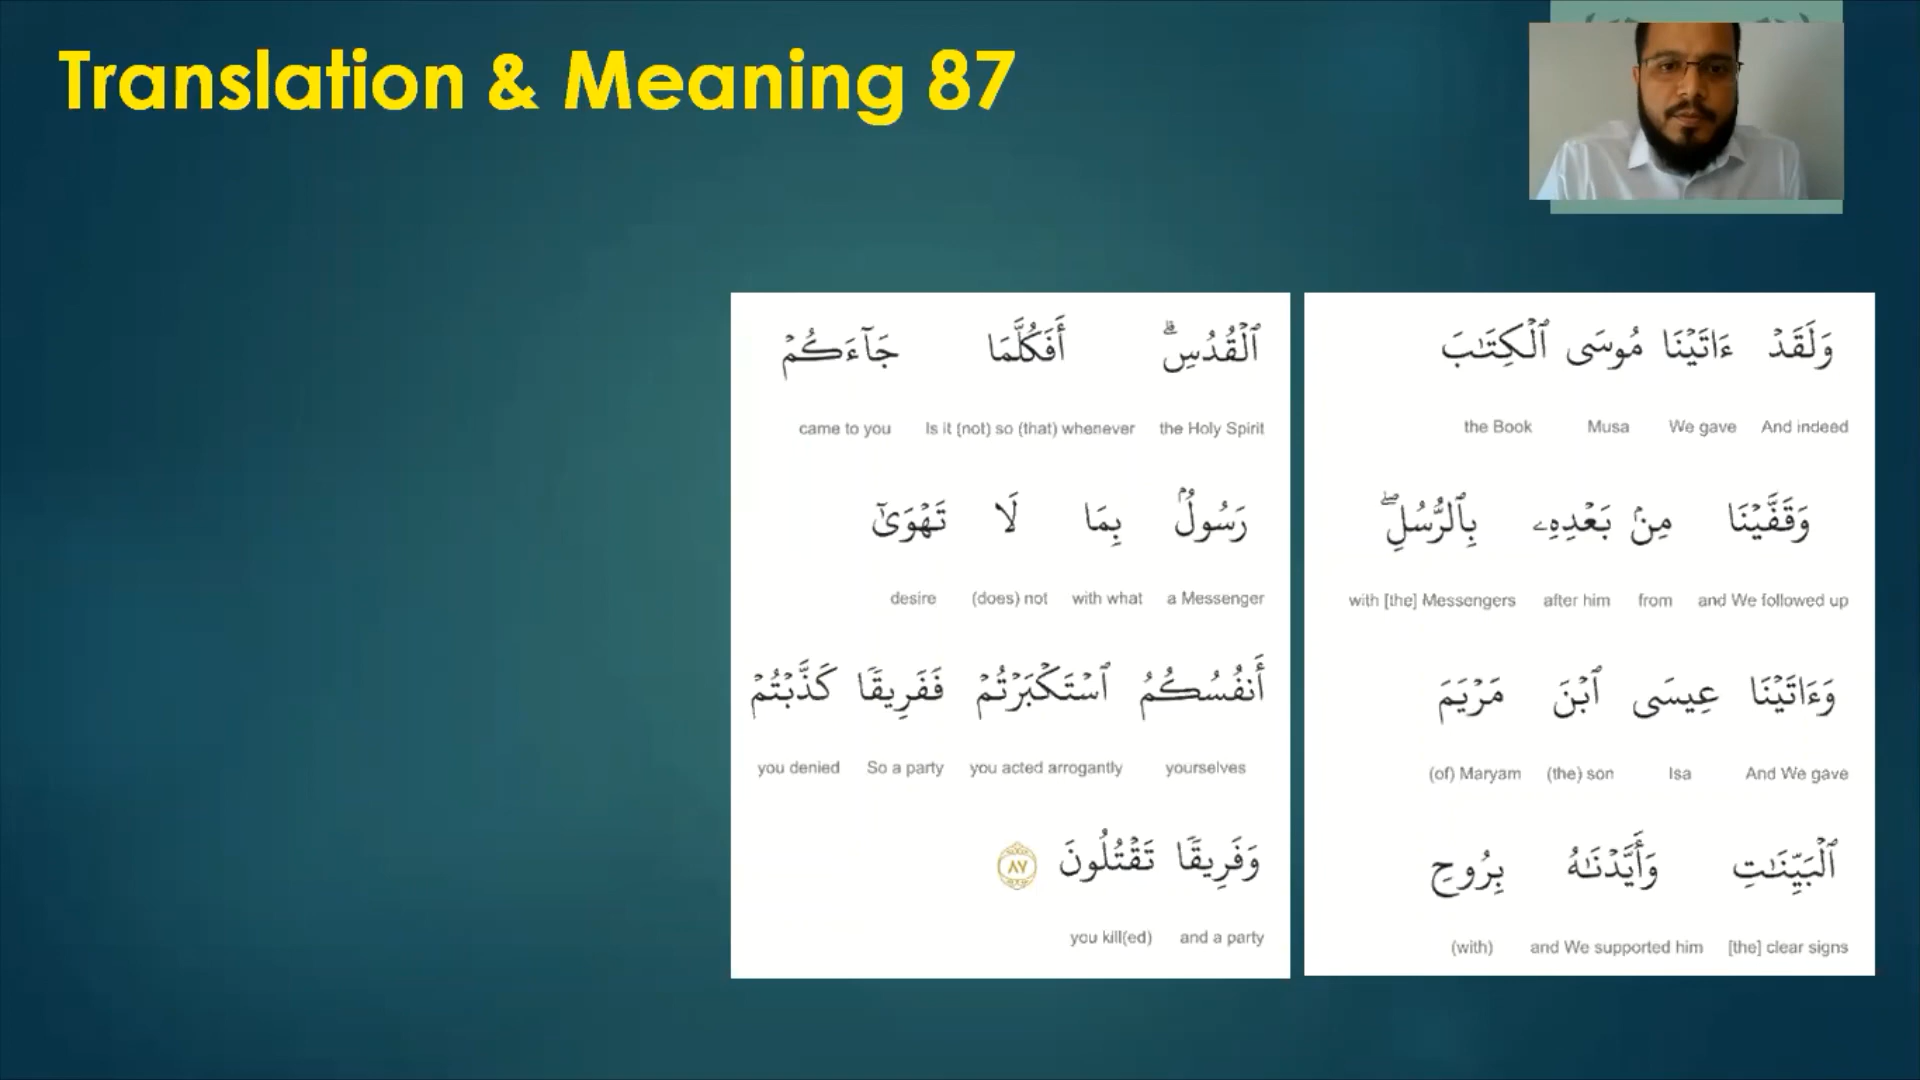 Translation & Meaning 87
وَلَقَدْ ءَاتَيْنَا مُوسَى ٱلْكِتَـٰبَ
the Book Musa We gave And indeed
وَقَفَّيْنَا مِنۢ بَعْدِهِۦ بِٱلرُّسُلِ ۖ
with [the] Messengers after him from and We followed up
وَءَاتَيْنَا عِيسَى ٱبْنَ مَرْيَمَ
(of) Maryam (the) son Isa And We gave
ٱلْبَيِّنَـٰتِ وَأَيَّدْنَـٰهُ بِرُوحِ
(with) and We supported him [the] clear signs
ٱلْقُدُسِ ۗ أَفَكُلَّمَا جَآءَكُمْ
came to you Is it (not) so (that) whenever the Holy Spirit
رَسُولٌۢ بِمَا لَا تَهْوَىٰٓ
desire (does) not with what a Messenger
أَنفُسُكُمُ ٱسْتَكْبَرْتُمْ فَفَرِيقًا كَذَّبْتُمْ
you denied So a party you acted arrogantly yourselves
وَفَرِيقًا تَقْتُلُونَ ٨٧
you kill(ed) and a party